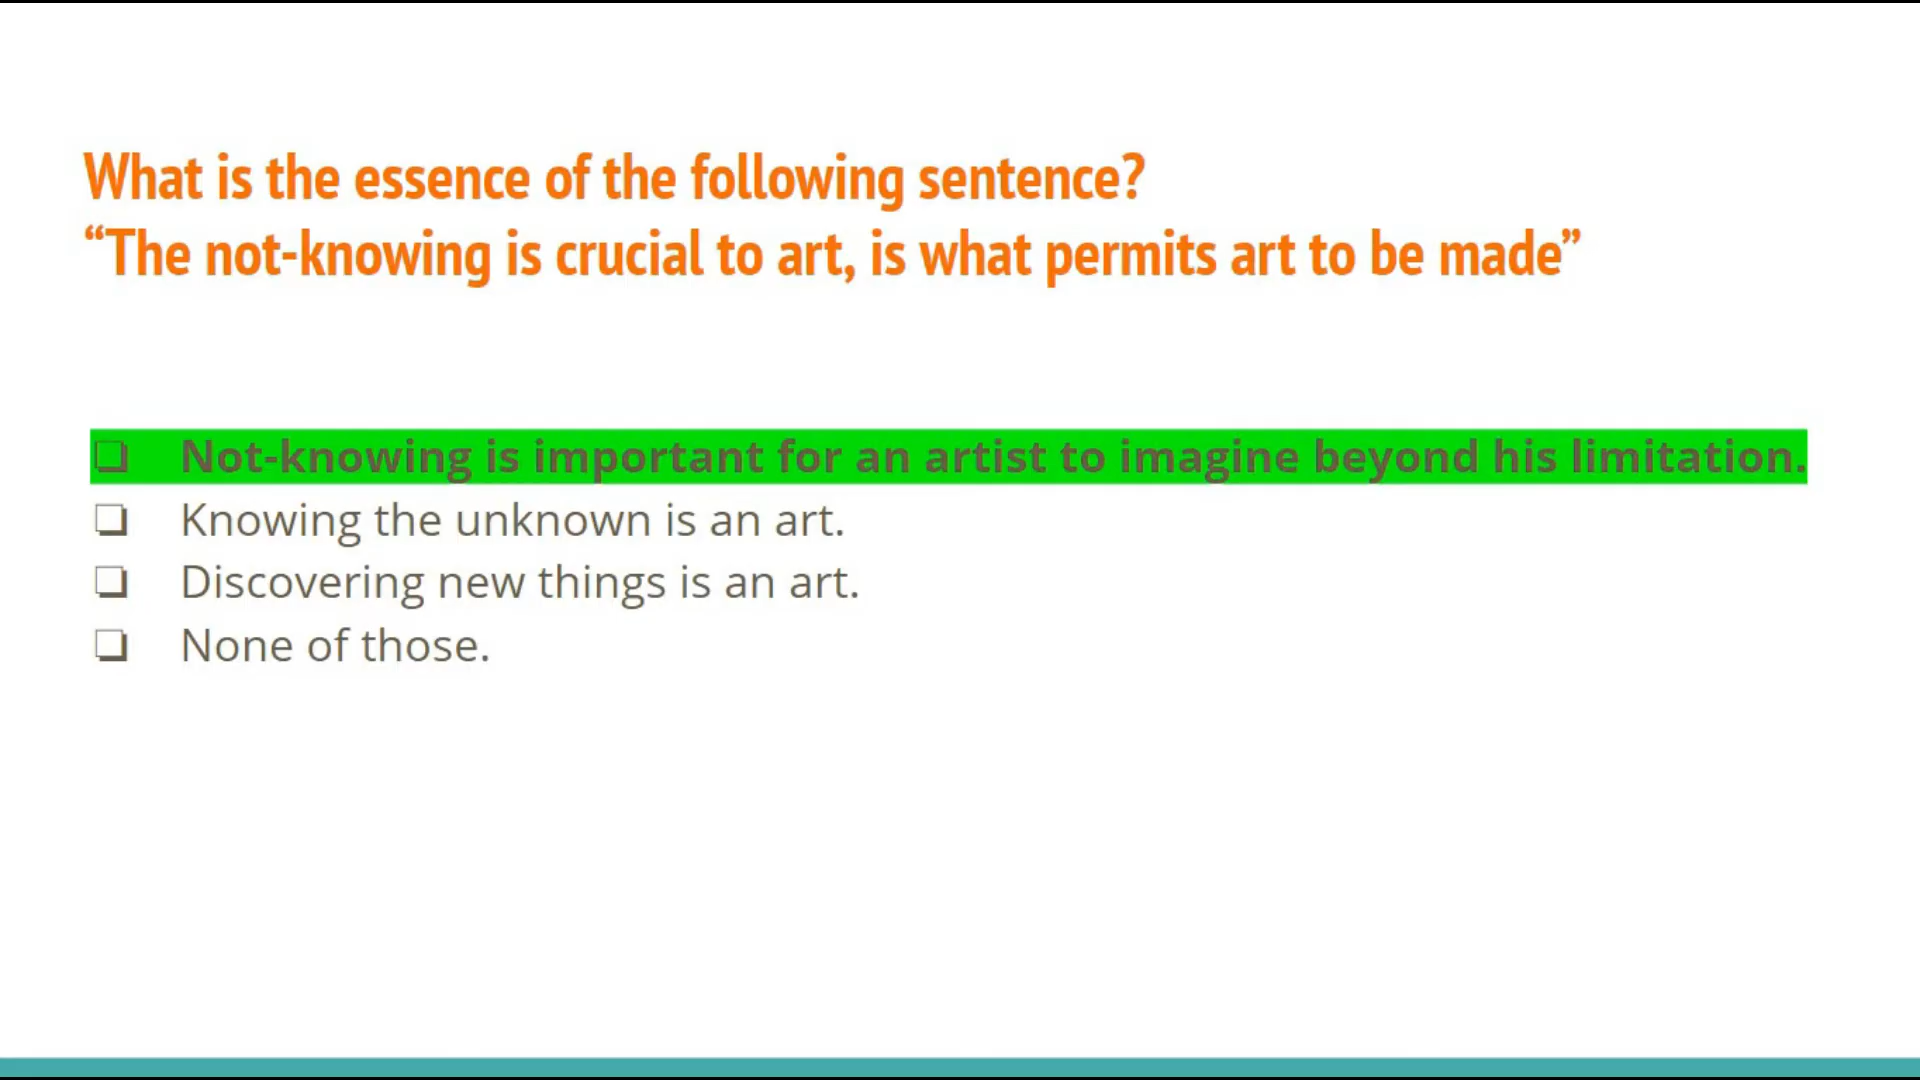 What is the essence of the following sentence?
“The not-knowing is crucial to art, is what permits art to be made”
❏ Not-knowing is important for an artist to imagine beyond his limitation.
❏ Knowing the unknown is an art.
❏ Discovering new things is an art.
❏ None of those.